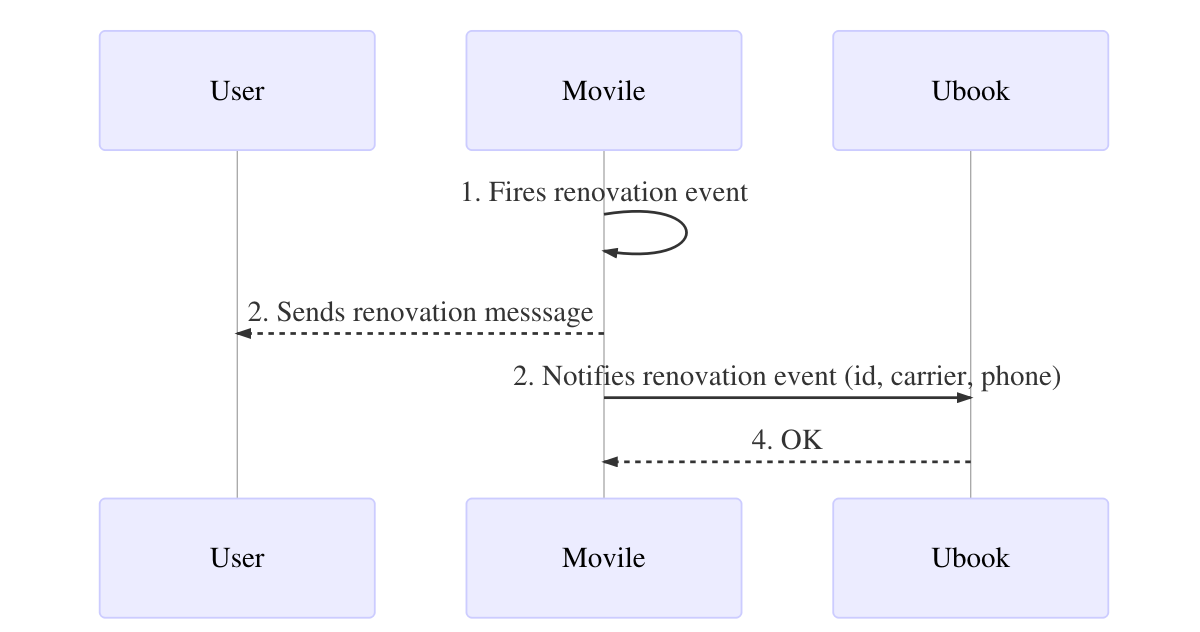 User
Movile
Ubook
1. Fires renovation event
2. Sends renovation messsage
2. Notifies renovation event (id, carrier, phone)
4. OK
User
Movile
Ubook